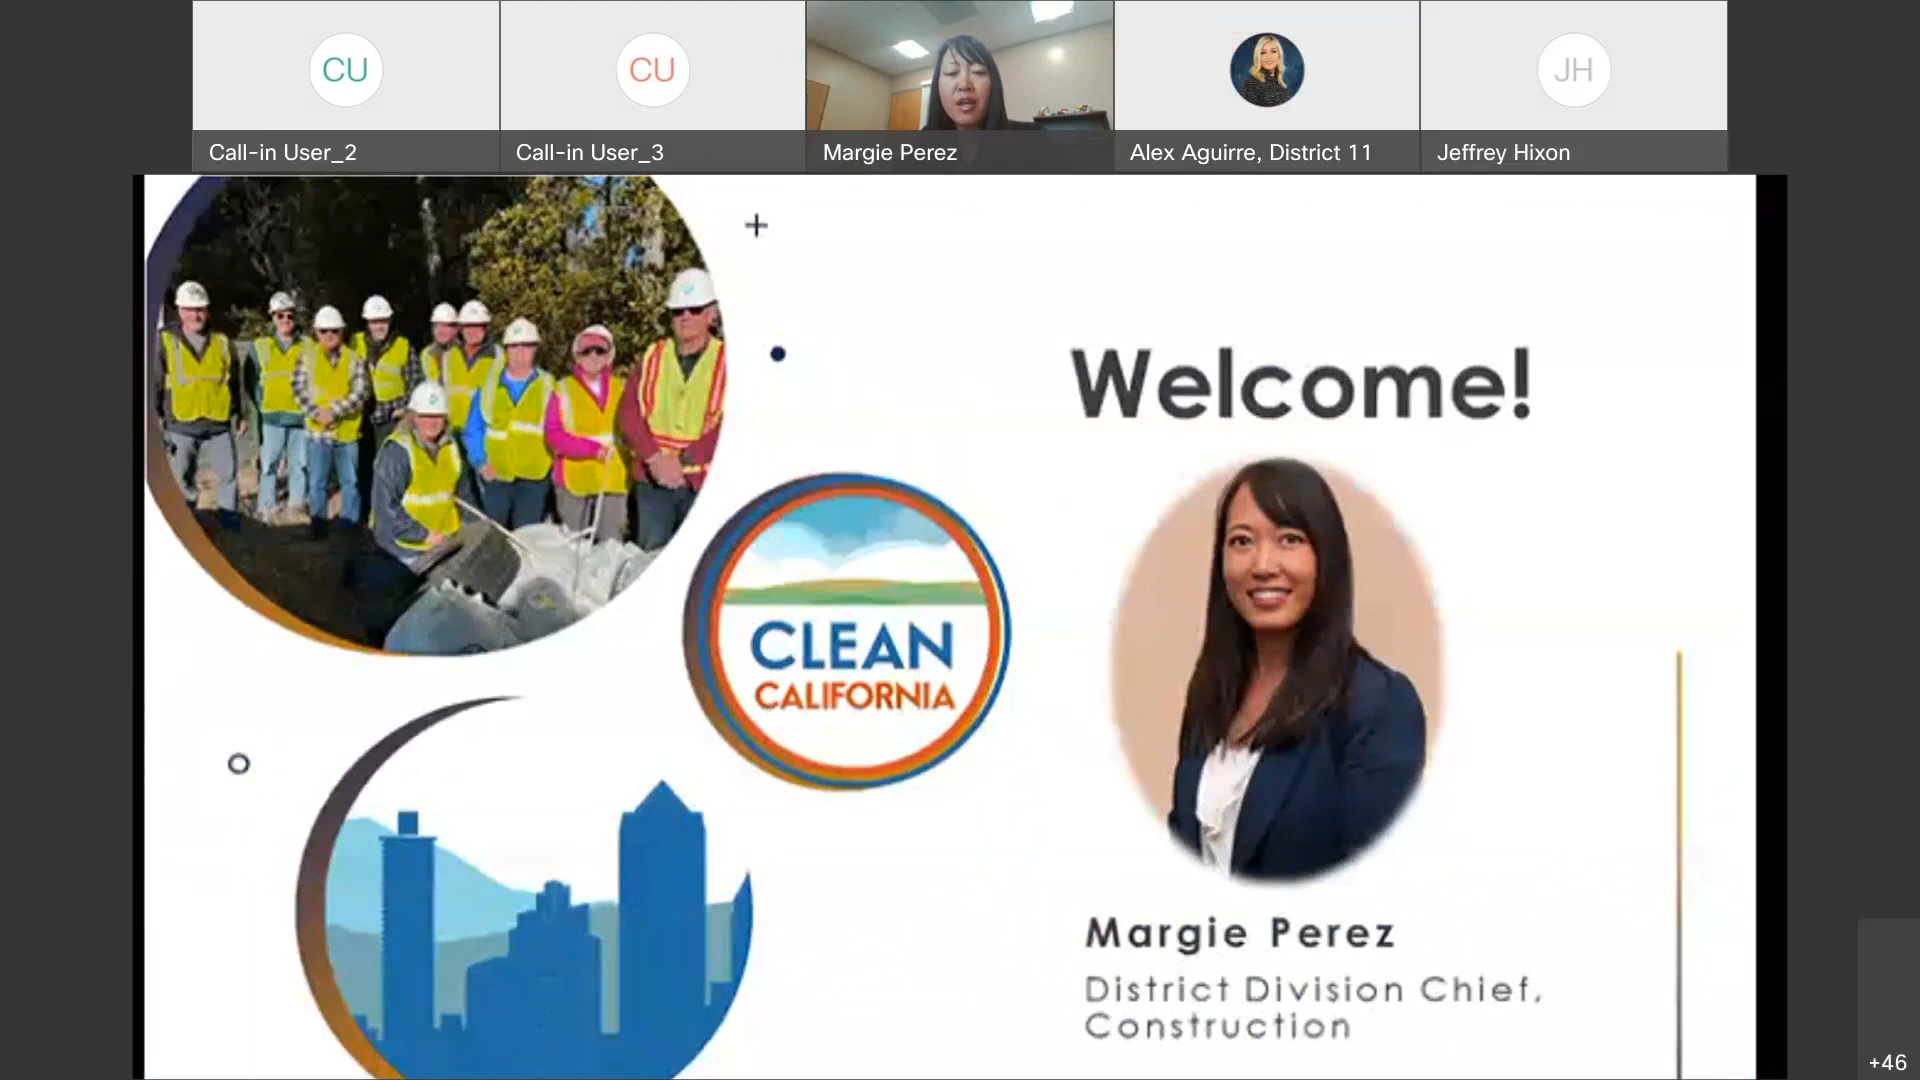 CU
CU
JH
Call-in User_2
Call-in User_3
Margie Perez
Alex Aguirre, District 11
Jeffrey Hixon
Welcome!
CLEAN
CALIFORNIA
Margie Perez
District Division Chief,
Construction
+46